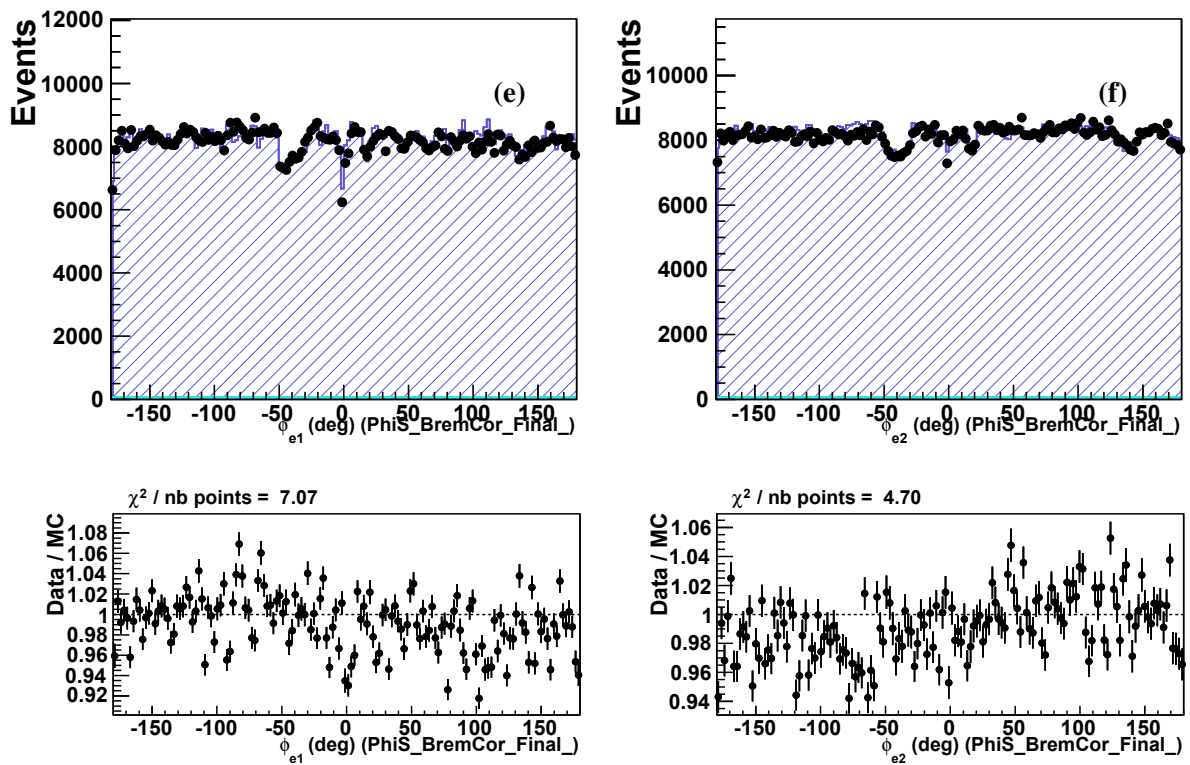 Events
12000
10000
8000
6000
4000
2000
0
(e)
-150 -100 -50 0 50 100 150
ϕe1 (deg) (PhiS_BremCor_Final_)
Events
10000
8000
6000
4000
2000
0
(f)
-150 -100 -50 0 50 100 150
ϕe2 (deg) (PhiS_BremCor_Final_)
χ2 / nb points = 7.07
Data / MC
1.08
1.06
1.04
1.02
1
0.98
0.96
0.94
0.92
-150 -100 -50 0 50 100 150
ϕe1 (deg) (PhiS_BremCor_Final_)
χ2 / nb points = 4.70
Data / MC
1.06
1.04
1.02
1
0.98
0.96
0.94
-150 -100 -50 0 50 100 150
ϕe2 (deg) (PhiS_BremCor_Final_)